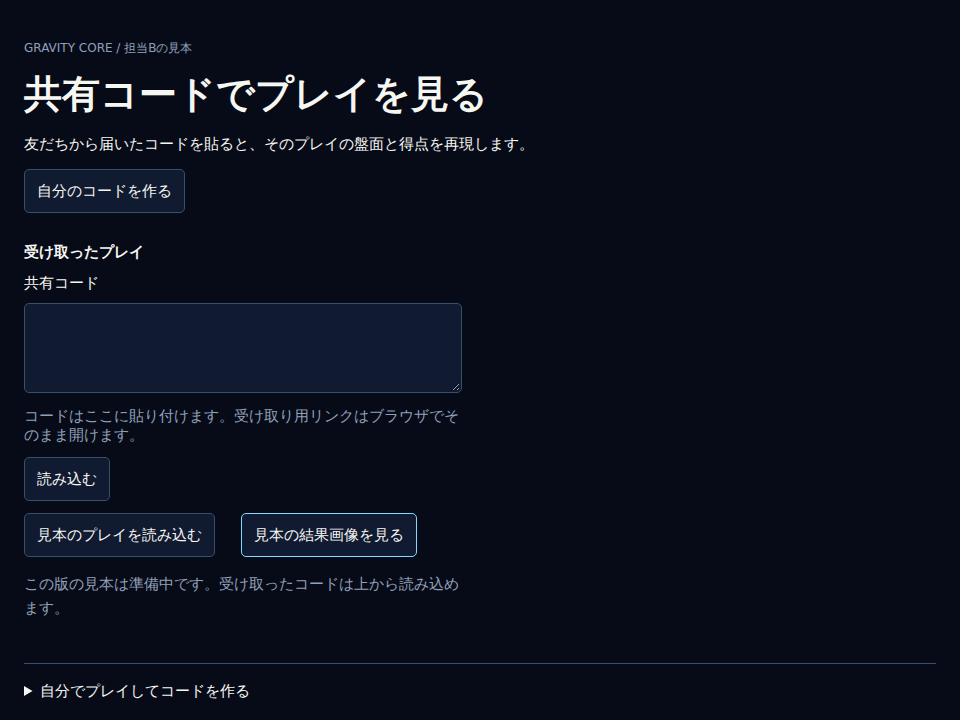 GRAVITY CORE / 担当Bの見本
共有コードでプレイを見る
友だちから届いたコードを貼ると、そのプレイの盤面と得点を再現します。
自分のコードを作る
受け取ったプレイ
共有コード
コードはここに貼り付けます。受け取り用リンクはブラウザでそ
のまま開けます。
読み込む
見本のプレイを読み込む 見本の結果画像を見る
この版の見本は準備中です。受け取ったコードは上から読み込め
ます。
▶ 自分でプレイしてコードを作る